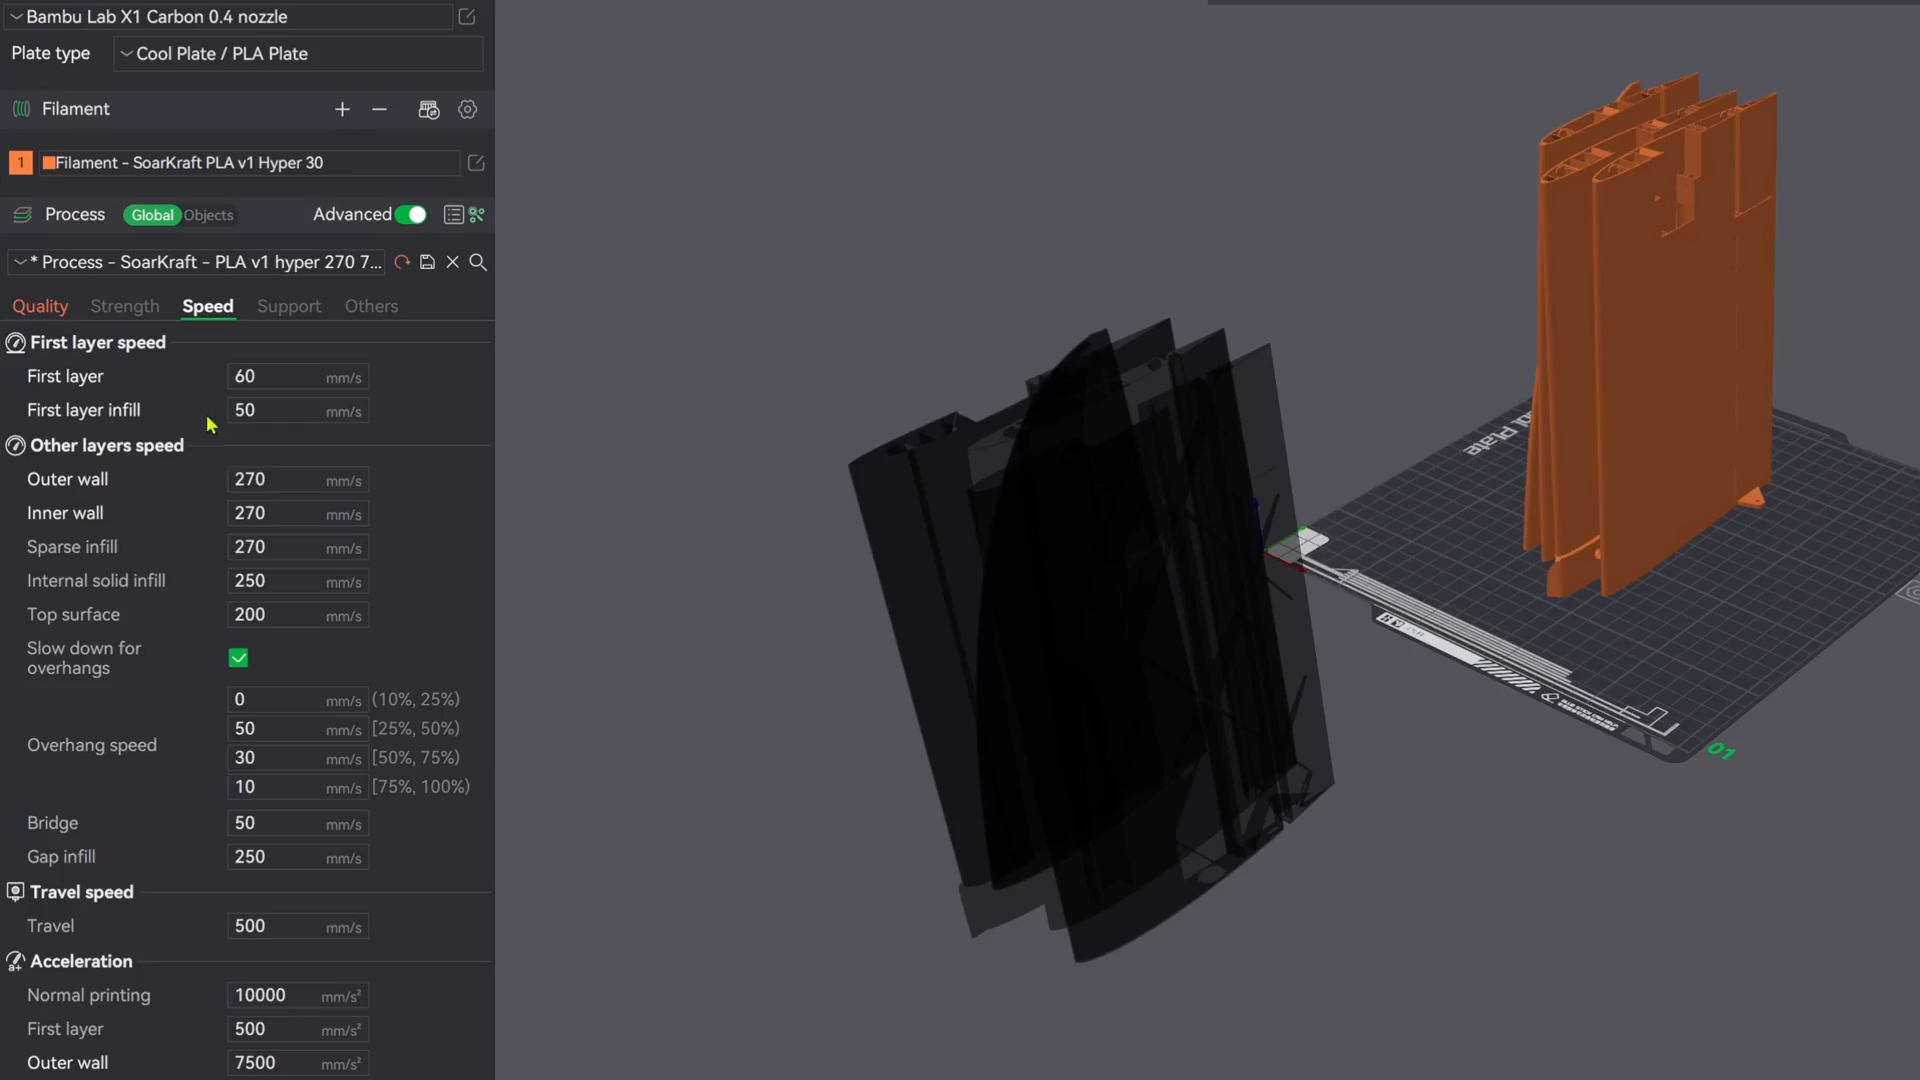 Bambu Lab X1 Carbon 0.4 nozzle
Plate type
Cool Plate / PLA Plate
Filament
1
Filament - SoarKraft PLA v1 Hyper 30
Process
Global
Objects
Advanced
* Process - SoarKraft - PLA v1 hyper 270 7...
Quality
Strength
Speed
Support
Others
First layer speed
First layer 60 mm/s
First layer infill 50 mm/s
Other layers speed
Outer wall 270 mm/s
Inner wall 270 mm/s
Sparse infill 270 mm/s
Internal solid infill 250 mm/s
Top surface 200 mm/s
Slow down for
overhangs
0 mm/s (10%, 25%)
50 mm/s [25%, 50%)
Overhang speed
30 mm/s [50%, 75%)
10 mm/s [75%, 100%)
Bridge 50 mm/s
Gap infill 250 mm/s
Travel speed
Travel 500 mm/s
Acceleration
Normal printing 10000 mm/s²
First layer 500 mm/s²
Outer wall 7500 mm/s²
Plate
01